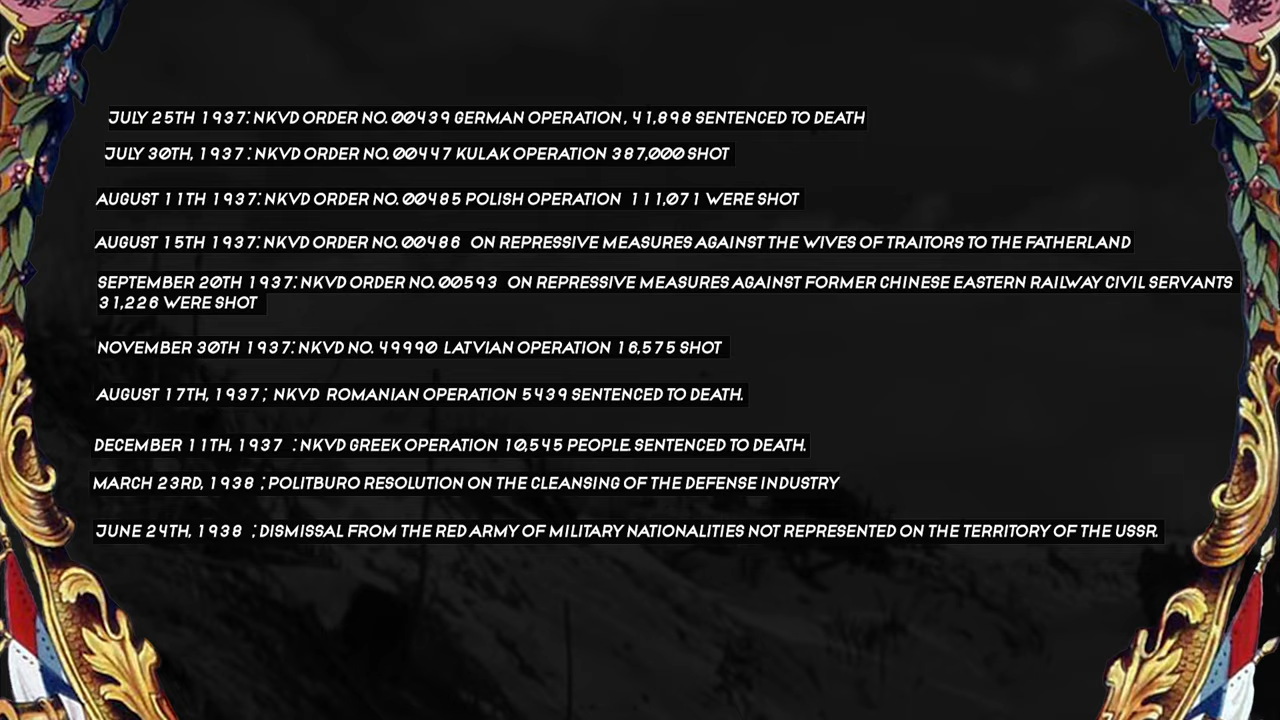 JULY 25TH 1937: NKVD ORDER NO. 00439 GERMAN OPERATION, 41,898 SENTENCED TO DEATH
JULY 30TH, 1937: NKVD ORDER NO. 00447 KULAK OPERATION 387,000 SHOT
AUGUST 11TH 1937: NKVD ORDER NO. 00485 POLISH OPERATION 111,071 WERE SHOT
AUGUST 15TH 1937: NKVD ORDER NO. 00486 ON REPRESSIVE MEASURES AGAINST THE WIVES OF TRAITORS TO THE FATHERLAND
SEPTEMBER 20TH 1937: NKVD ORDER NO. 00593 ON REPRESSIVE MEASURES AGAINST FORMER CHINESE EASTERN RAILWAY CIVIL SERVANTS
31,226 WERE SHOT
NOVEMBER 30TH 1937: NKVD NO. 49990 LATVIAN OPERATION 16,575 SHOT
AUGUST 17TH, 1937; NKVD ROMANIAN OPERATION 5439 SENTENCED TO DEATH.
DECEMBER 11TH, 1937 : NKVD GREEK OPERATION 10,545 PEOPLE. SENTENCED TO DEATH.
MARCH 23RD, 1938 ; POLITBURO RESOLUTION ON THE CLEANSING OF THE DEFENSE INDUSTRY
JUNE 24TH, 1938 ; DISMISSAL FROM THE RED ARMY OF MILITARY NATIONALITIES NOT REPRESENTED ON THE TERRITORY OF THE USSR.